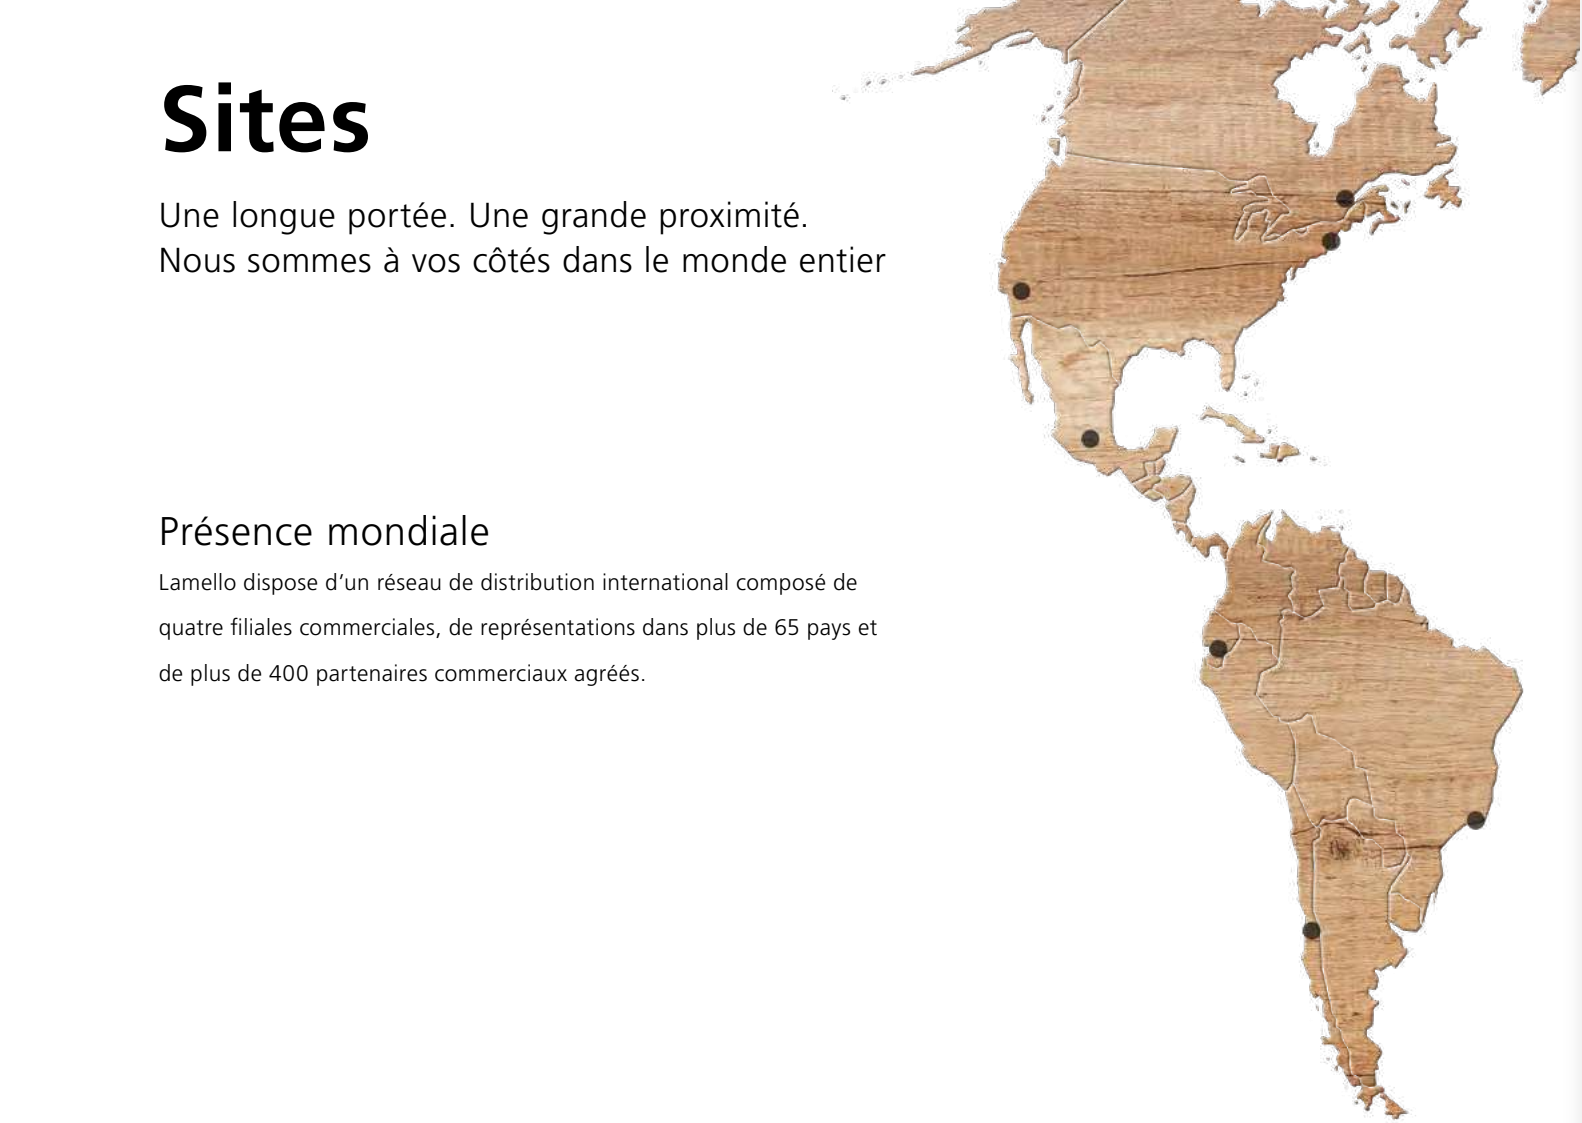 Sites
Une longue portée. Une grande proximité.
Nous sommes à vos côtés dans le monde entier
Présence mondiale
Lamello dispose d’un réseau de distribution international composé de
quatre filiales commerciales, de représentations dans plus de 65 pays et
de plus de 400 partenaires commerciaux agréés.